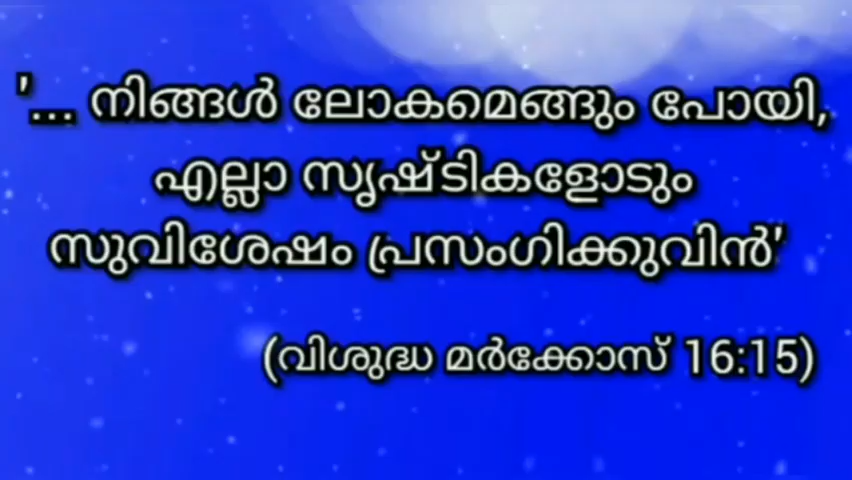 '... നിങ്ങൾ ലോകമെങ്ങും പോയി,
എല്ലാ സൃഷ്ടികളോടും
സുവിശേഷം പ്രസംഗിക്കുവിൻ'
(വിശുദ്ധ മർക്കോസ് 16:15)